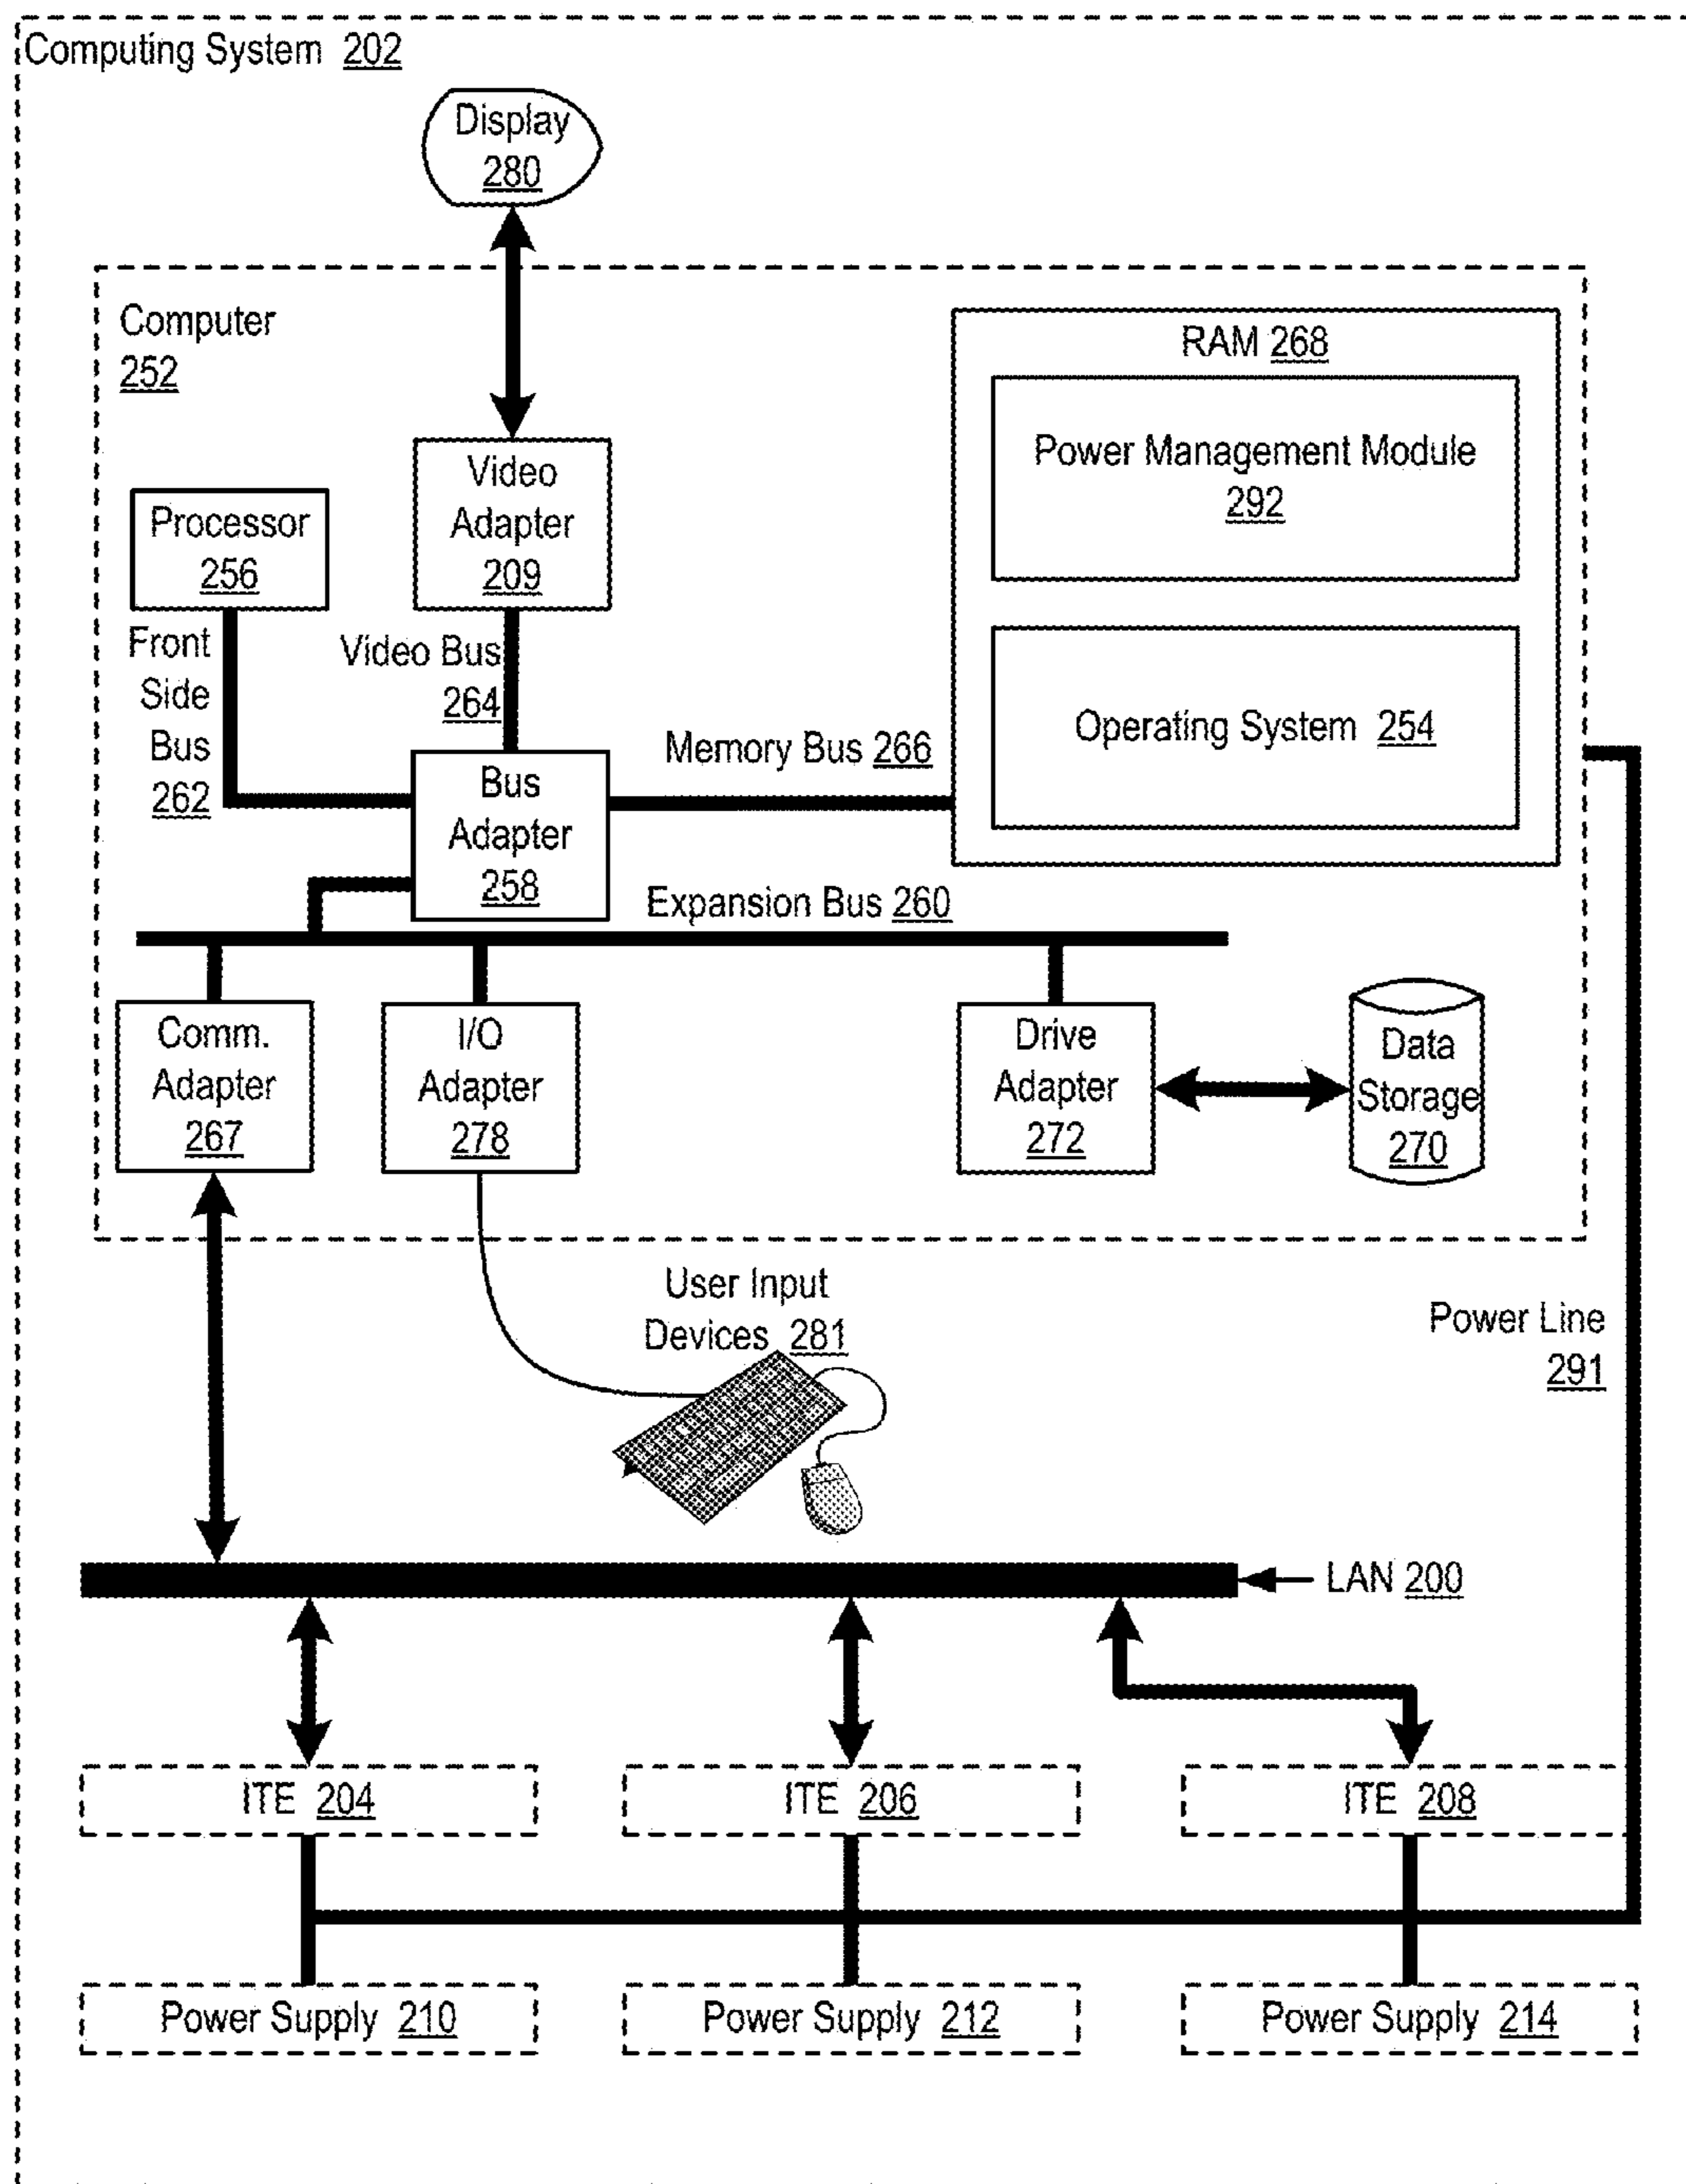 Computing System 202
Display
280
Computer
252
RAM 268
Power Management Module
292
Video
Adapter
209
Processor
256
Front
Side
Bus
262
Video Bus
264
Operating System 254
Memory Bus 266
Bus
Adapter
258
Expansion Bus 260
Comm.
Adapter
267
I/O
Adapter
278
Drive
Adapter
272
Data
Storage
270
User Input
Devices 281
Power Line
291
LAN 200
ITE 204
ITE 206
ITE 208
Power Supply 210
Power Supply 212
Power Supply 214